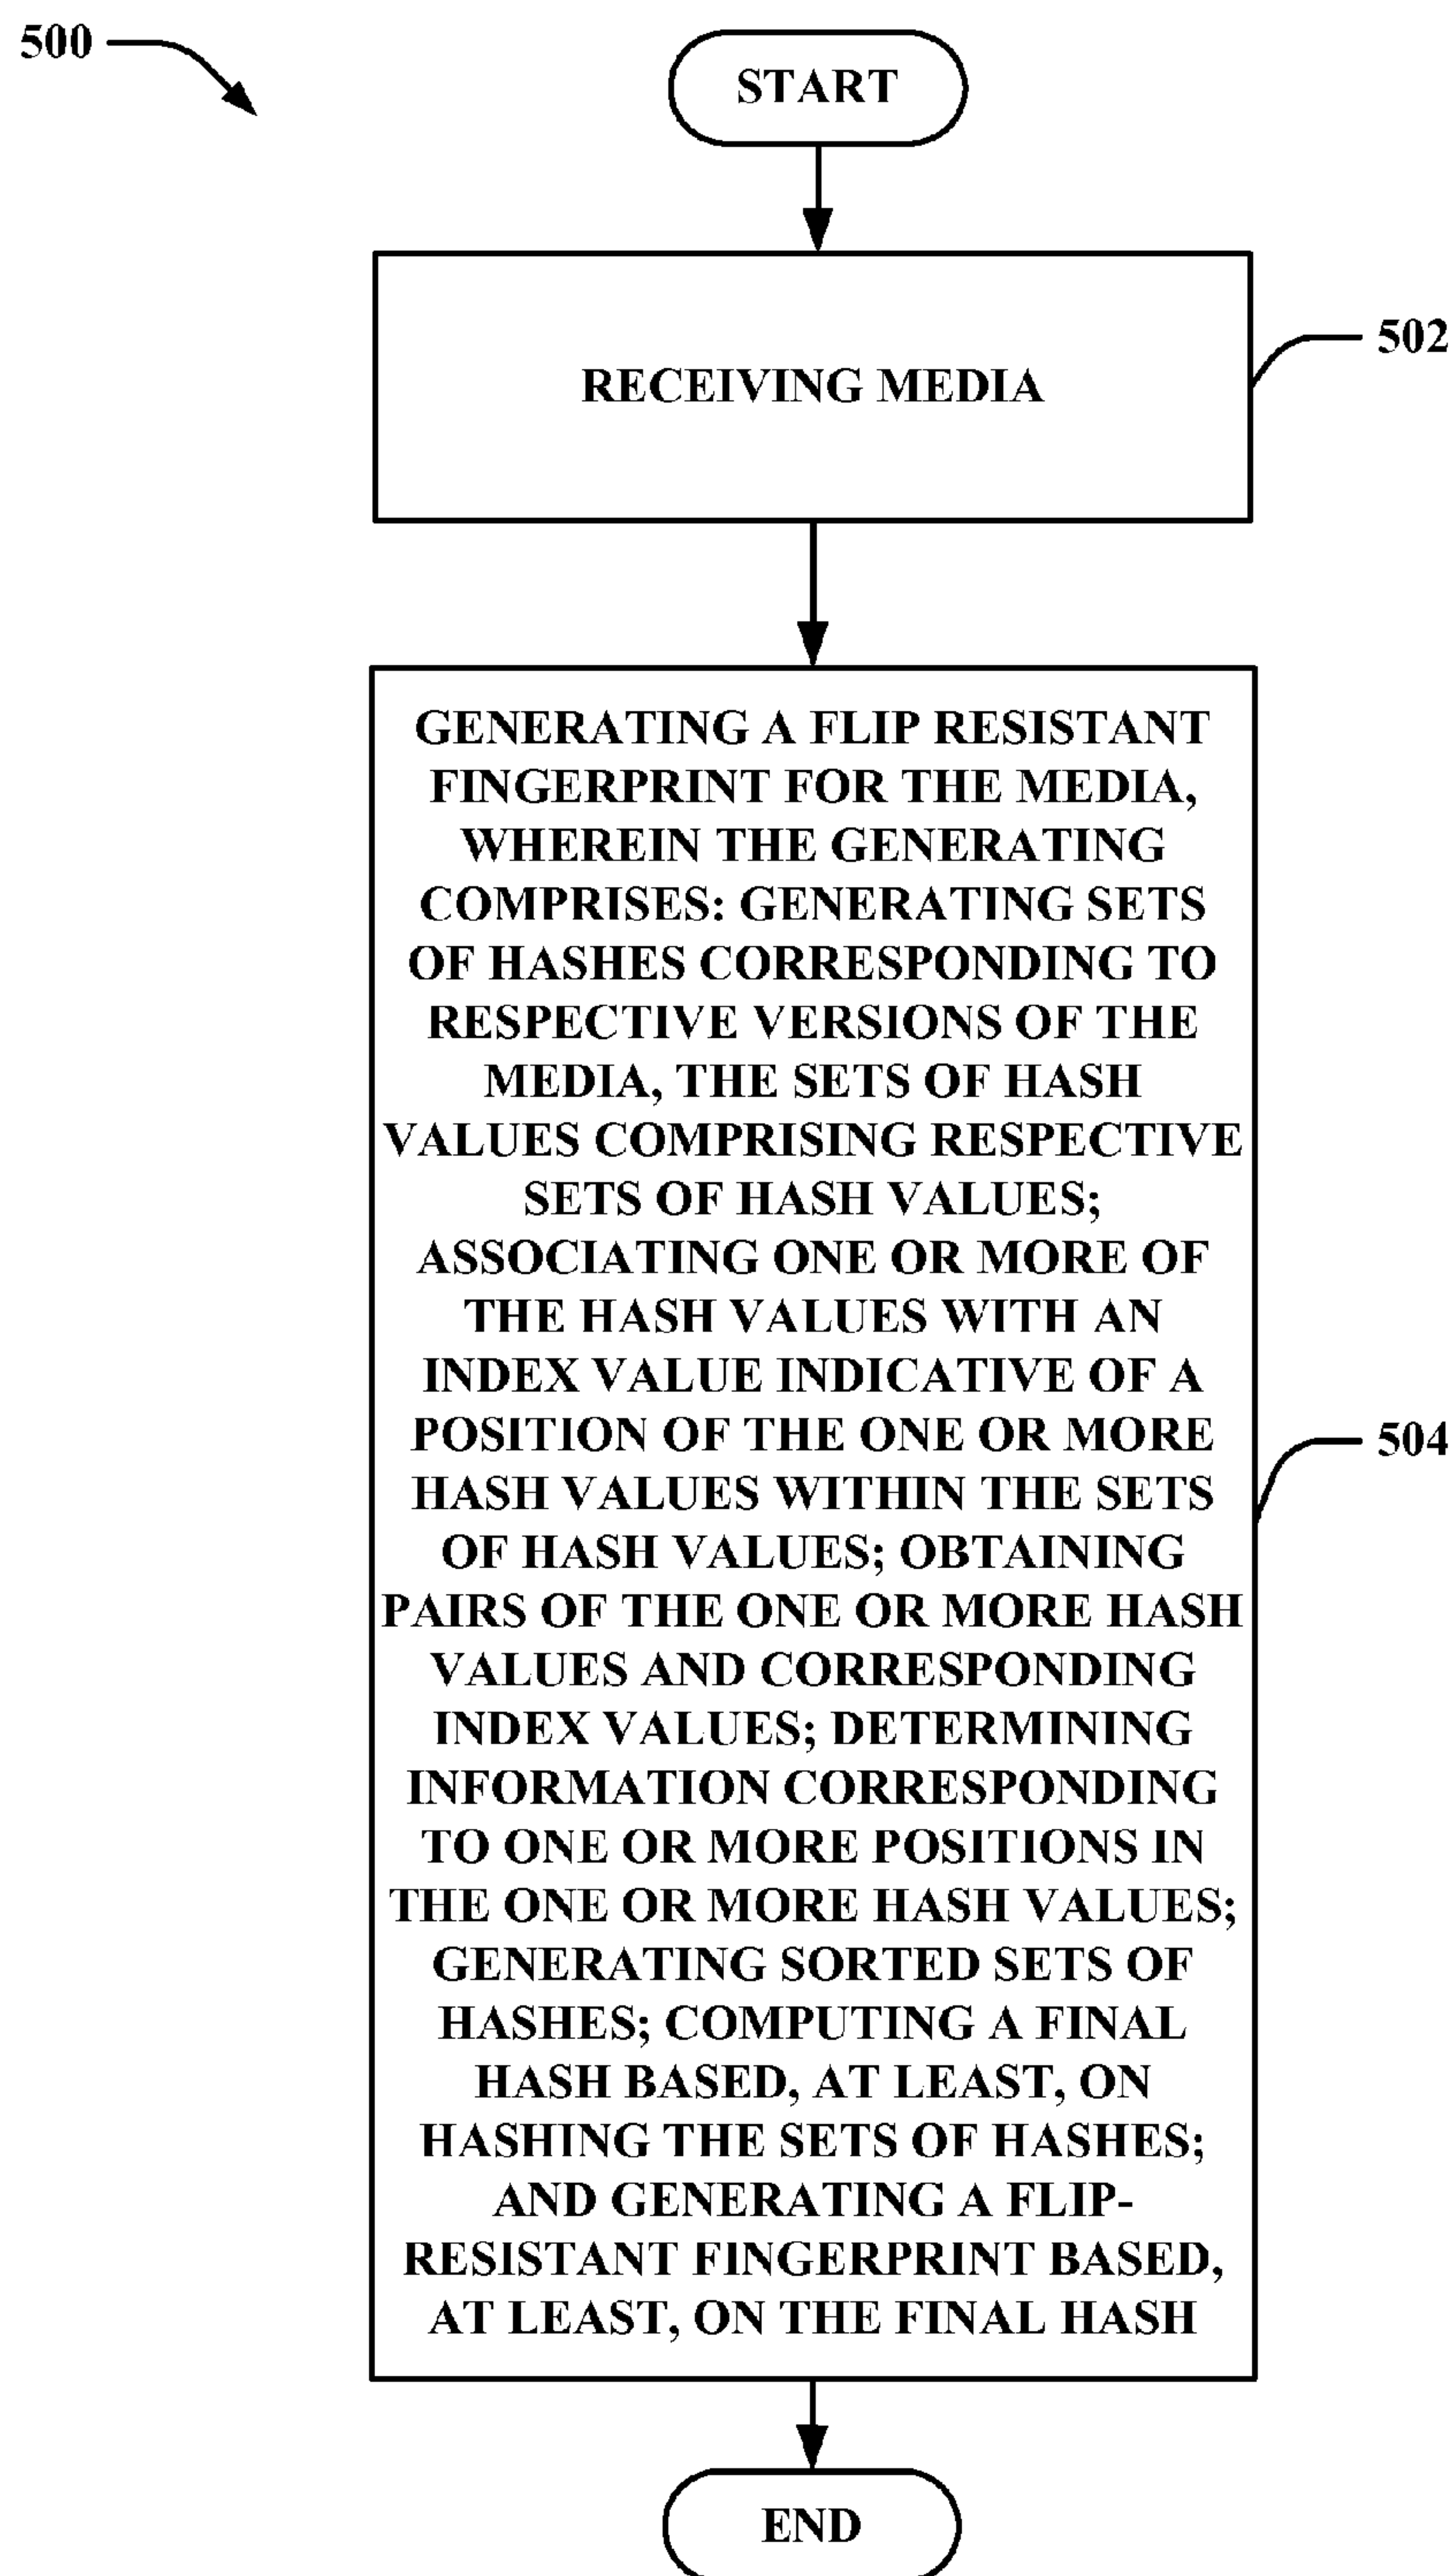 500
START
RECEIVING MEDIA
502
GENERATING A FLIP RESISTANT
FINGERPRINT FOR THE MEDIA,
WHEREIN THE GENERATING
COMPRISES: GENERATING SETS
OF HASHES CORRESPONDING TO
RESPECTIVE VERSIONS OF THE
MEDIA, THE SETS OF HASH
VALUES COMPRISING RESPECTIVE
SETS OF HASH VALUES;
ASSOCIATING ONE OR MORE OF
THE HASH VALUES WITH AN
INDEX VALUE INDICATIVE OF A
POSITION OF THE ONE OR MORE
HASH VALUES WITHIN THE SETS
OF HASH VALUES; OBTAINING
PAIRS OF THE ONE OR MORE HASH
VALUES AND CORRESPONDING
INDEX VALUES; DETERMINING
INFORMATION CORRESPONDING
TO ONE OR MORE POSITIONS IN
THE ONE OR MORE HASH VALUES;
GENERATING SORTED SETS OF
HASHES; COMPUTING A FINAL
HASH BASED, AT LEAST, ON
HASHING THE SETS OF HASHES;
AND GENERATING A FLIP-
RESISTANT FINGERPRINT BASED,
AT LEAST, ON THE FINAL HASH
504
END